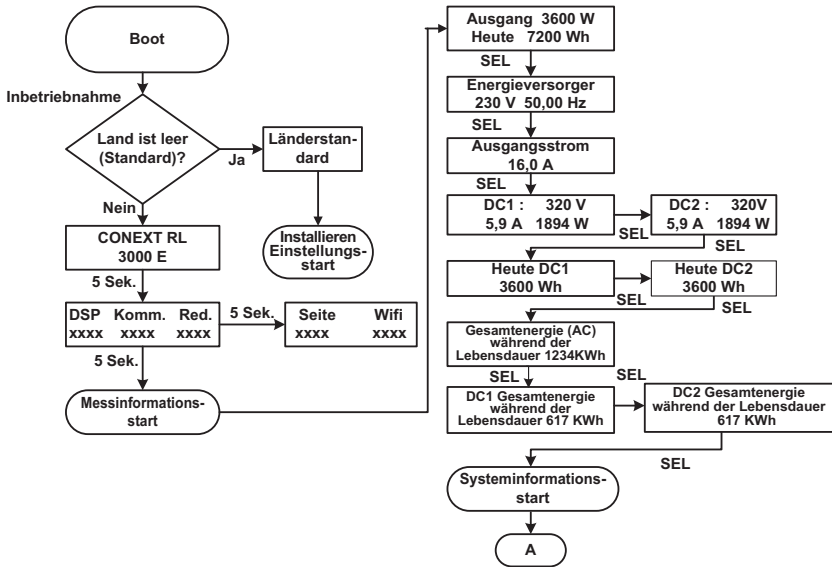 Boot
Inbetriebnahme
Land ist leer
(Standard)?
Ja
Länderstan-
dard
Nein
Installieren
Einstellungs-
start
CONEXT RL
3000 E
5 Sek.
DSP Komm. Red.
xxxx xxxx xxxx
5 Sek.
Seite Wifi
xxxx xxxx
5 Sek.
Messinformations-
start
Ausgang 3600 W
Heute 7200 Wh
SEL
Energieversorger
230 V 50,00 Hz
SEL
Ausgangsstrom
16,0 A
SEL
DC1 : 320 V
5,9 A 1894 W
SEL
DC2 : 320V
5,9 A 1894 W
SEL
Heute DC1
3600 Wh
SEL
Heute DC2
3600 Wh
SEL
Gesamtenergie (AC)
während der
Lebensdauer 1234KWh
SEL
DC1 Gesamtenergie
während der
Lebensdauer 617 KWh
SEL
DC2 Gesamtenergie
während der Lebensdauer
617 KWh
SEL
Systeminformations-
start
A